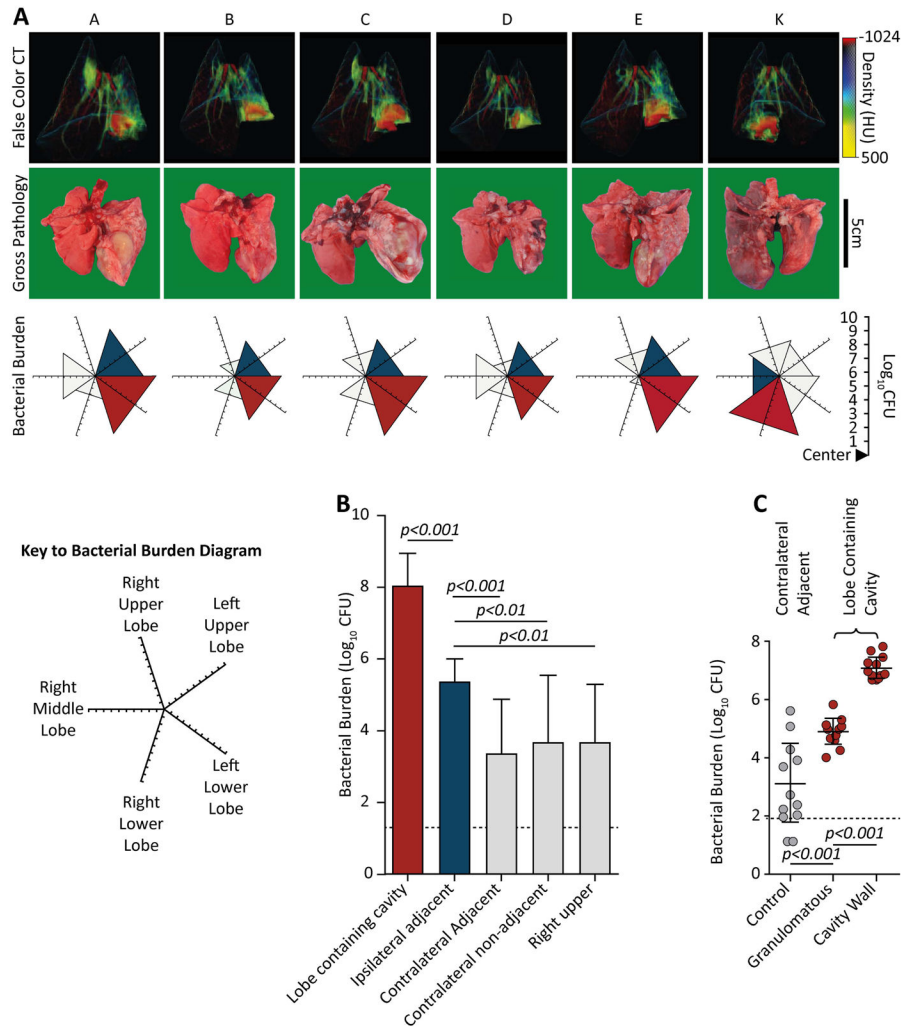 A
A B C D E K
False Color CT
-1024
Density (HU)
500
Gross Pathology
5cm
Bacterial Burden
10
9
8
7
6
5
4
3
2
1
Log10CFU
Center
Key to Bacterial Burden Diagram
Right
Upper
Lobe
Left
Upper
Lobe
Right
Middle
Lobe
Right
Lower
Lobe
Left
Lower
Lobe
B
Bacterial Burden (Log10 CFU)
10
8
6
4
2
0
p<0.001
p<0.001
p<0.01
p<0.01
Lobe containing cavity
Ipsilateral adjacent
Contralateral Adjacent
Contralateral non-adjacent
Right upper
C
Contralateral
Adjacent
Lobe Containing
Cavity
Bacterial Burden (Log10 CFU)
8
6
4
2
0
p<0.001
p<0.001
Control
Granulomatous
Cavity Wall